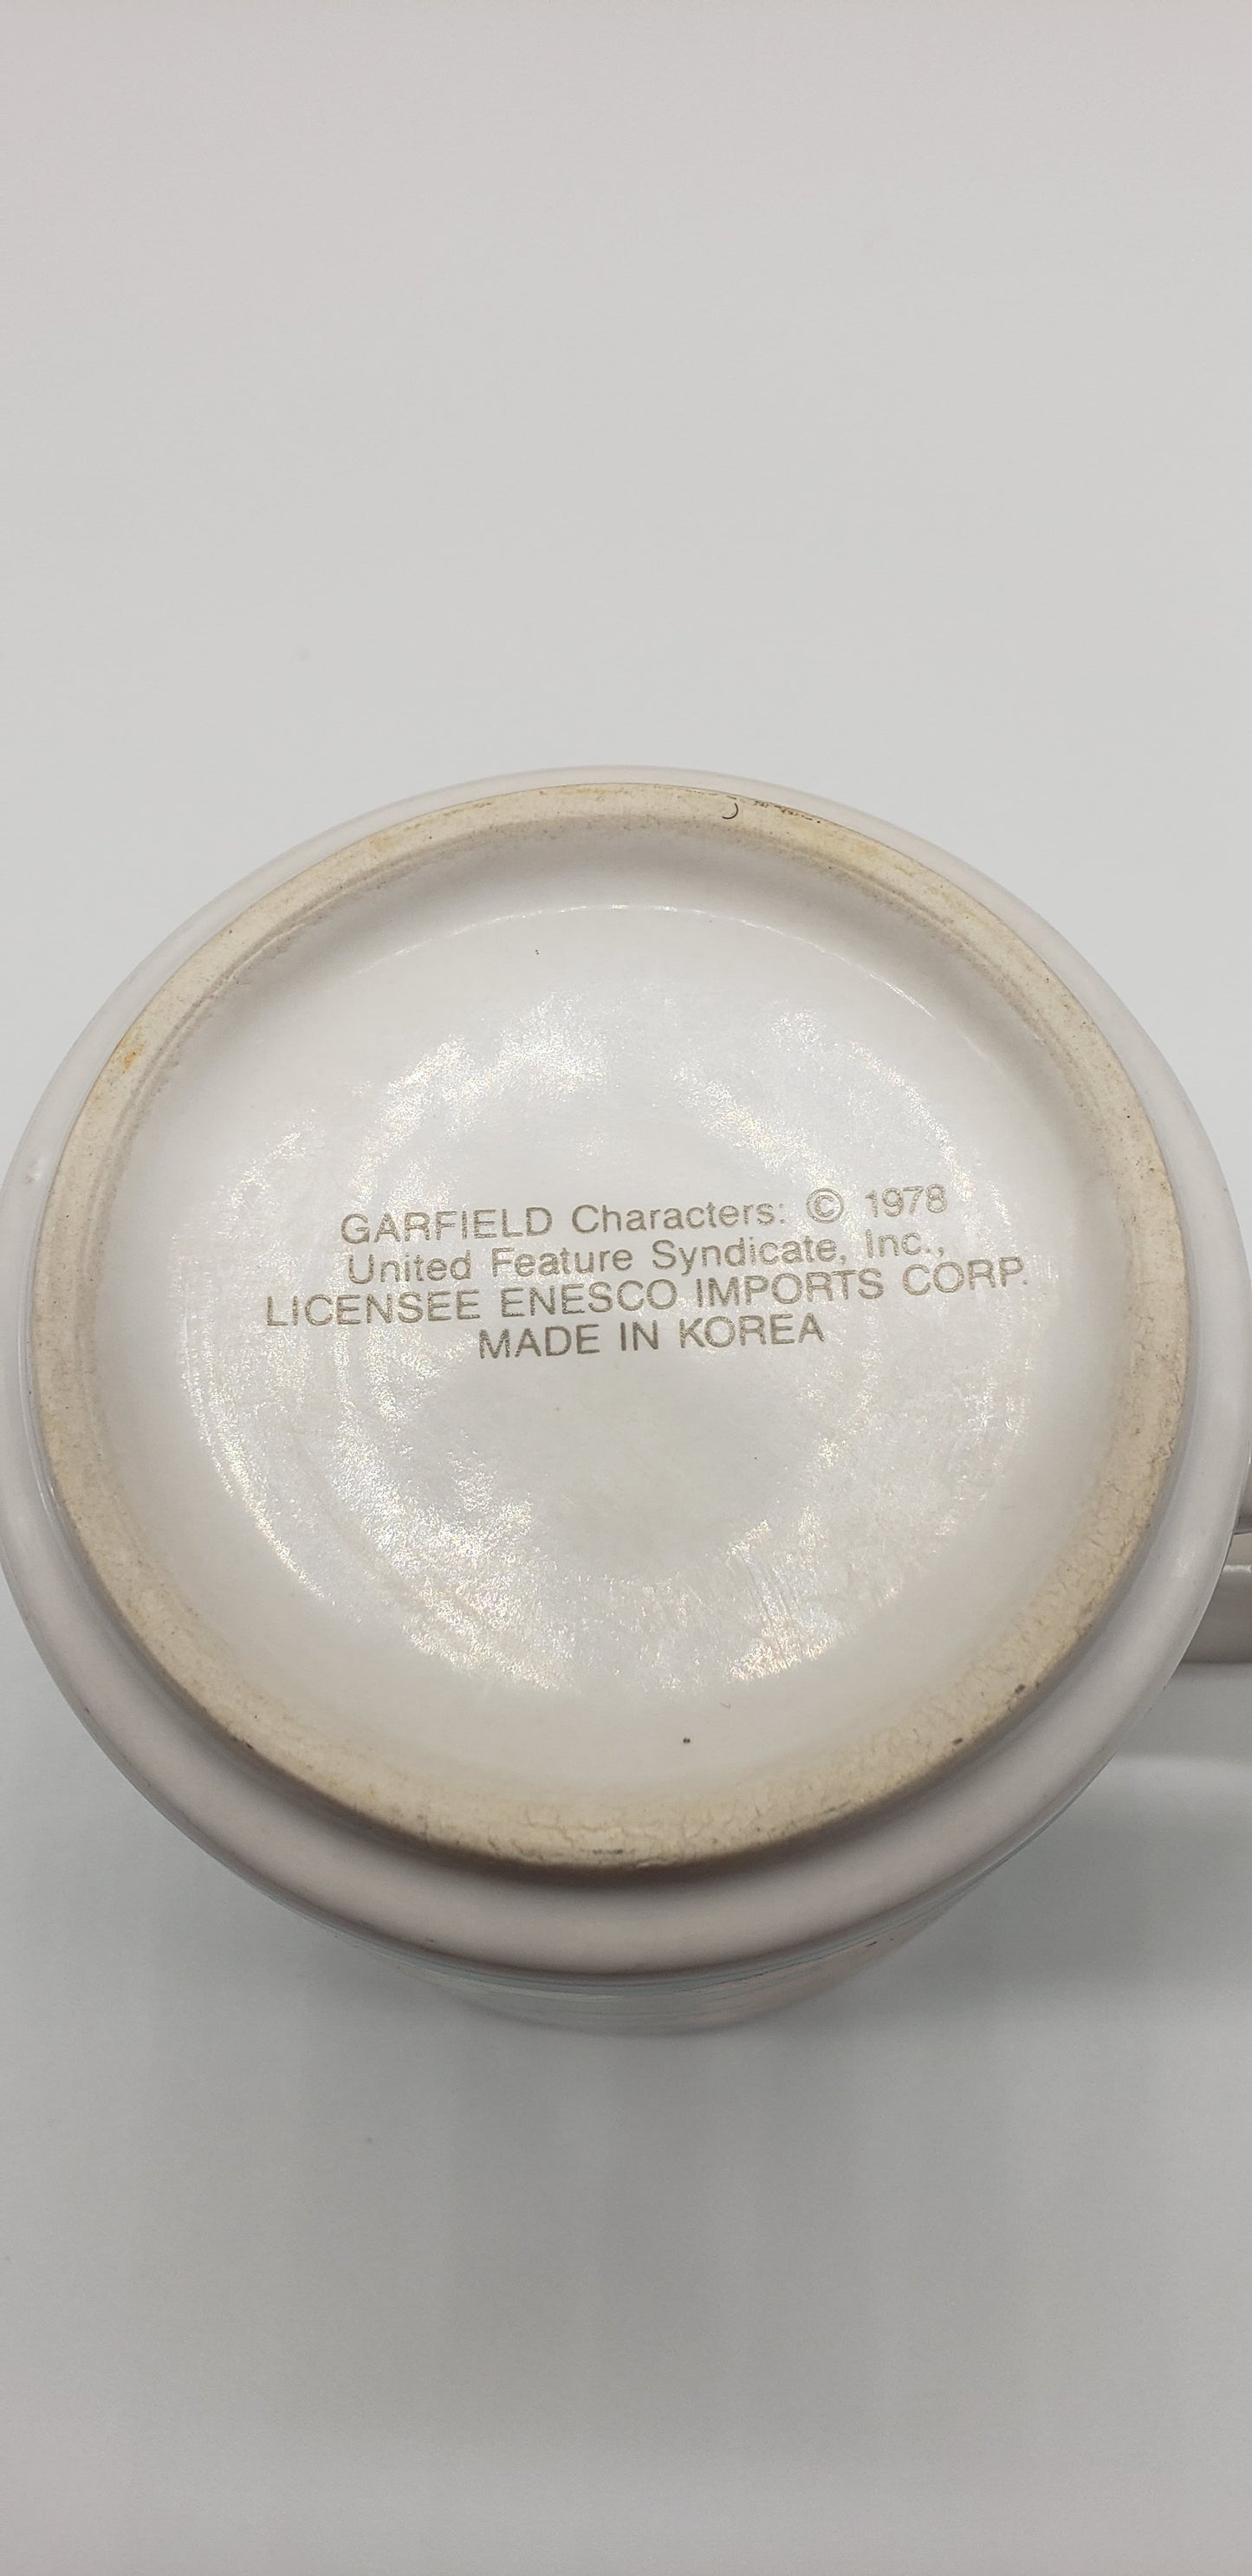 GARFIELD Characters: © 1978
United Feature Syndicate, Inc.,
LICENSEE ENESCO IMPORTS CORP.
MADE IN KOREA